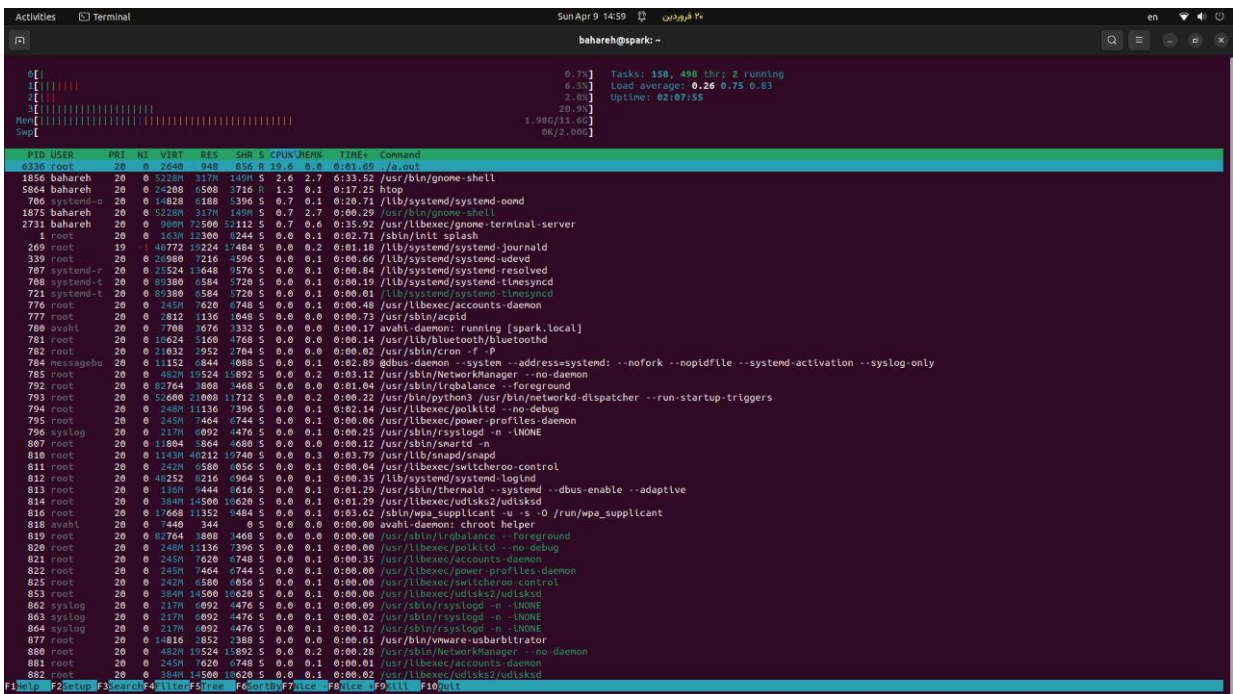 Activities Terminal Sun Apr 9 14:59 ۲۰ فروردین en
bahareh@spark: ~
0[| 0.7%] Tasks: 158, 498 thr; 2 running
1[||||||| 6.5%] Load average: 0.26 0.75 0.83
2[||| 2.0%] Uptime: 02:07:55
3[|||||||||||||||||||| 20.9%]
Mem[|||||||||||||||||||||||||||||||||||||||||||| 1.98G/11.6G]
Swp[ 0K/2.00G]
PID USER PRI NI VIRT RES SHR S CPU% MEM% TIME+ Command
6336 root 20 0 2640 948 856 R 19.6 0.0 0:01.69 ./a.out
1856 bahareh 20 0 5228M 317M 149M S 2.6 2.7 6:33.52 /usr/bin/gnome-shell
5864 bahareh 20 0 24208 6508 3716 R 1.3 0.1 0:17.25 htop
706 systemd-o 20 0 14828 6188 5396 S 0.7 0.1 0:20.71 /lib/systemd/systemd-oomd
1875 bahareh 20 0 5228M 317M 149M S 0.7 2.7 0:00.29 /usr/bin/gnome-shell
2731 bahareh 20 0 900M 72500 52112 S 0.7 0.6 0:35.92 /usr/libexec/gnome-terminal-server
1 root 20 0 163M 12300 8244 S 0.0 0.1 0:02.71 /sbin/init splash
269 root 19 -1 48772 19224 17484 S 0.0 0.2 0:01.18 /lib/systemd/systemd-journald
339 root 20 0 26980 7216 4596 S 0.0 0.1 0:00.66 /lib/systemd/systemd-udevd
707 systemd-r 20 0 25524 13648 9576 S 0.0 0.1 0:00.84 /lib/systemd/systemd-resolved
708 systemd-t 20 0 89380 6584 5720 S 0.0 0.1 0:00.19 /lib/systemd/systemd-timesyncd
721 systemd-t 20 0 89380 6584 5720 S 0.0 0.1 0:00.01 /lib/systemd/systemd-timesyncd
776 root 20 0 245M 7620 6748 S 0.0 0.1 0:00.48 /usr/libexec/accounts-daemon
777 root 20 0 2812 1136 1048 S 0.0 0.0 0:00.73 /usr/sbin/acpid
780 avahi 20 0 7708 3676 3332 S 0.0 0.0 0:00.17 avahi-daemon: running [spark.local]
781 root 20 0 10624 5160 4768 S 0.0 0.0 0:00.14 /usr/lib/bluetooth/bluetoothd
782 root 20 0 21032 2952 2704 S 0.0 0.0 0:00.02 /usr/sbin/cron -f -P
784 messagebu 20 0 11152 6844 4088 S 0.0 0.1 0:02.89 @dbus-daemon --system --address=systemd: --nofork --nopidfile --systemd-activation --syslog-only
785 root 20 0 482M 19524 15892 S 0.0 0.2 0:03.12 /usr/sbin/NetworkManager --no-daemon
792 root 20 0 82764 3808 3468 S 0.0 0.0 0:01.04 /usr/sbin/irqbalance --foreground
793 root 20 0 52600 21008 11712 S 0.0 0.2 0:00.22 /usr/bin/python3 /usr/bin/networkd-dispatcher --run-startup-triggers
794 root 20 0 248M 11136 7396 S 0.0 0.1 0:02.14 /usr/libexec/polkitd --no-debug
795 root 20 0 245M 7464 6744 S 0.0 0.1 0:00.06 /usr/libexec/power-profiles-daemon
796 syslog 20 0 217M 6092 4476 S 0.0 0.1 0:00.25 /usr/sbin/rsyslogd -n -iNONE
807 root 20 0 11804 5864 4680 S 0.0 0.0 0:00.12 /usr/sbin/smartd -n
810 root 20 0 1143M 40212 19740 S 0.0 0.3 0:03.79 /usr/lib/snapd/snapd
811 root 20 0 242M 6580 6056 S 0.0 0.1 0:00.04 /usr/libexec/switcheroo-control
812 root 20 0 48252 8216 6964 S 0.0 0.1 0:00.35 /lib/systemd/systemd-logind
813 root 20 0 136M 9444 8616 S 0.0 0.1 0:01.29 /usr/sbin/thermald --systemd --dbus-enable --adaptive
814 root 20 0 384M 14500 10620 S 0.0 0.1 0:01.29 /usr/libexec/udisks2/udisksd
816 root 20 0 17668 11352 9484 S 0.0 0.1 0:03.62 /sbin/wpa_supplicant -u -s -O /run/wpa_supplicant
818 avahi 20 0 7440 344 0 S 0.0 0.0 0:00.00 avahi-daemon: chroot helper
819 root 20 0 82764 3808 3468 S 0.0 0.0 0:00.00 /usr/sbin/irqbalance --foreground
820 root 20 0 248M 11136 7396 S 0.0 0.1 0:00.00 /usr/libexec/polkitd --no-debug
821 root 20 0 245M 7620 6748 S 0.0 0.1 0:00.35 /usr/libexec/accounts-daemon
822 root 20 0 245M 7464 6744 S 0.0 0.1 0:00.00 /usr/libexec/power-profiles-daemon
825 root 20 0 242M 6580 6056 S 0.0 0.1 0:00.00 /usr/libexec/switcheroo-control
853 root 20 0 384M 14500 10620 S 0.0 0.1 0:00.00 /usr/libexec/udisks2/udisksd
862 syslog 20 0 217M 6092 4476 S 0.0 0.1 0:00.09 /usr/sbin/rsyslogd -n -iNONE
863 syslog 20 0 217M 6092 4476 S 0.0 0.1 0:00.02 /usr/sbin/rsyslogd -n -iNONE
864 syslog 20 0 217M 6092 4476 S 0.0 0.1 0:00.12 /usr/sbin/rsyslogd -n -iNONE
877 root 20 0 14816 2852 2388 S 0.0 0.0 0:00.61 /usr/bin/vmware-usbarbitrator
880 root 20 0 482M 19524 15892 S 0.0 0.2 0:00.28 /usr/sbin/NetworkManager --no-daemon
881 root 20 0 245M 7620 6748 S 0.0 0.1 0:00.01 /usr/libexec/accounts-daemon
882 root 20 0 384M 14500 10620 S 0.0 0.1 0:00.02 /usr/libexec/udisks2/udisksd
F1Help F2Setup F3SearchF4FilterF5Tree F6SortByF7Nice -F8Nice +F9Kill F10Quit